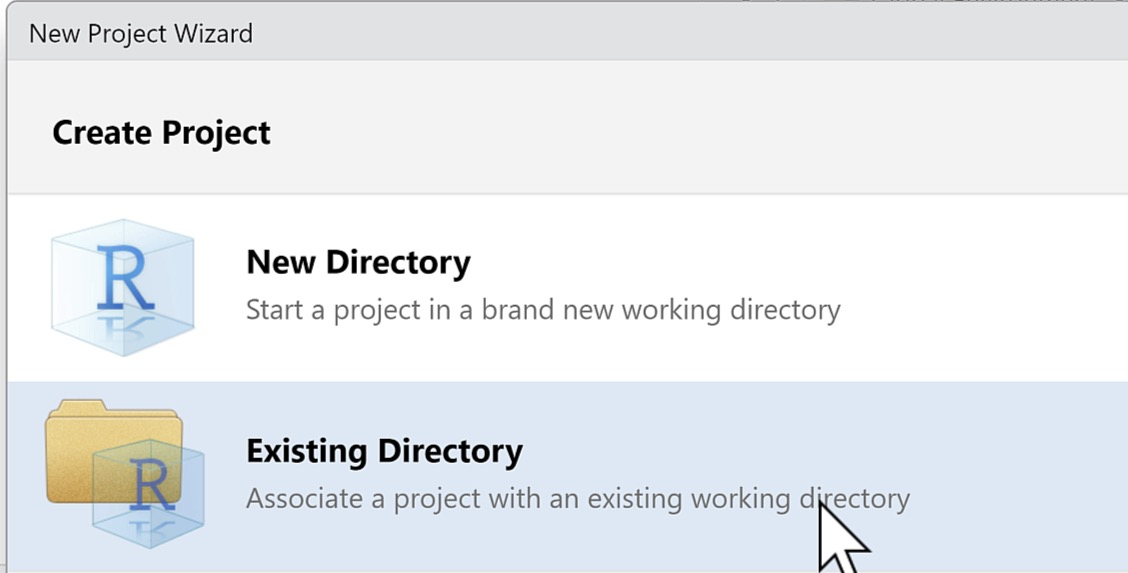 New Project Wizard
Create Project
R
New Directory
Start a project in a brand new working directory
R
Existing Directory
Associate a project with an existing working directory